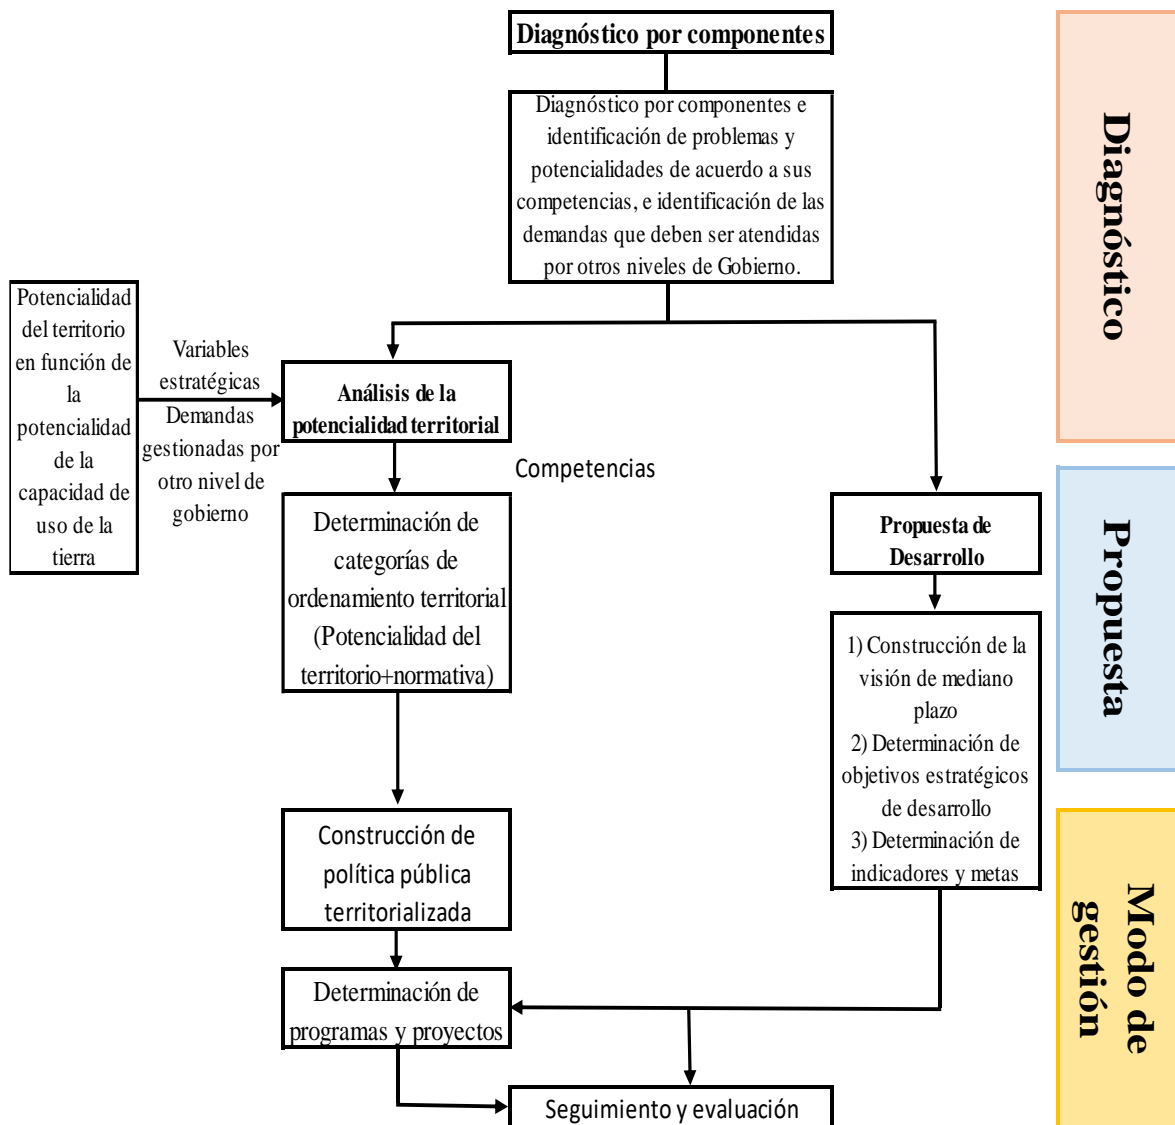 Diagnóstico por componentes
Diagnóstico por componentes e
identificación de problemas y
potencialidades de acuerdo a sus
competencias, e identificación de las
demandas que deben ser atendidas
por otros niveles de Gobierno.
Potencialidad
del territorio
en función de
la
potencialidad
de la
capacidad de
uso de la
tierra
Variables
estratégicas
Demandas
gestionadas por
otro nivel de
gobierno
Análisis de la
potencialidad territorial
Competencias
Determinación de
categorías de
ordenamiento territorial
(Potencialidad del
territorio+normativa)
Propuesta de
Desarrollo
1) Construcción de la
visión de mediano
plazo
2) Determinación de
objetivos estratégicos
de desarrollo
3) Determinación de
indicadores y metas
Construcción de
política pública
territorializada
Determinación de
programas y proyectos
Seguimiento y evaluación
Diagnóstico
Propuesta
Modo de
gestión